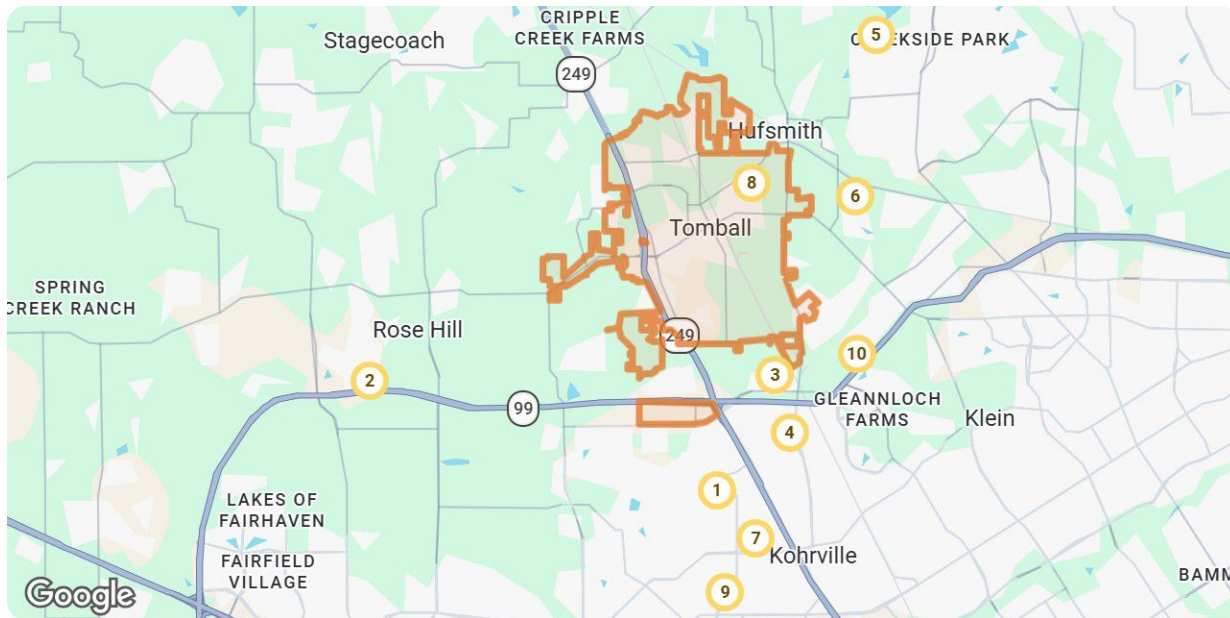 CRIPPLE
CREEK FARMS
Stagecoach
5
EKSIDE PARK
249
Hufsmith
8
6
Tomball
SPRING
CREEK RANCH
Rose Hill
249
10
2
3
99
GLEANNLOCH
FARMS
Klein
4
1
LAKES OF
FAIRHAVEN
7
Kohrville
FAIRFIELD
VILLAGE
BAMM
9
Google